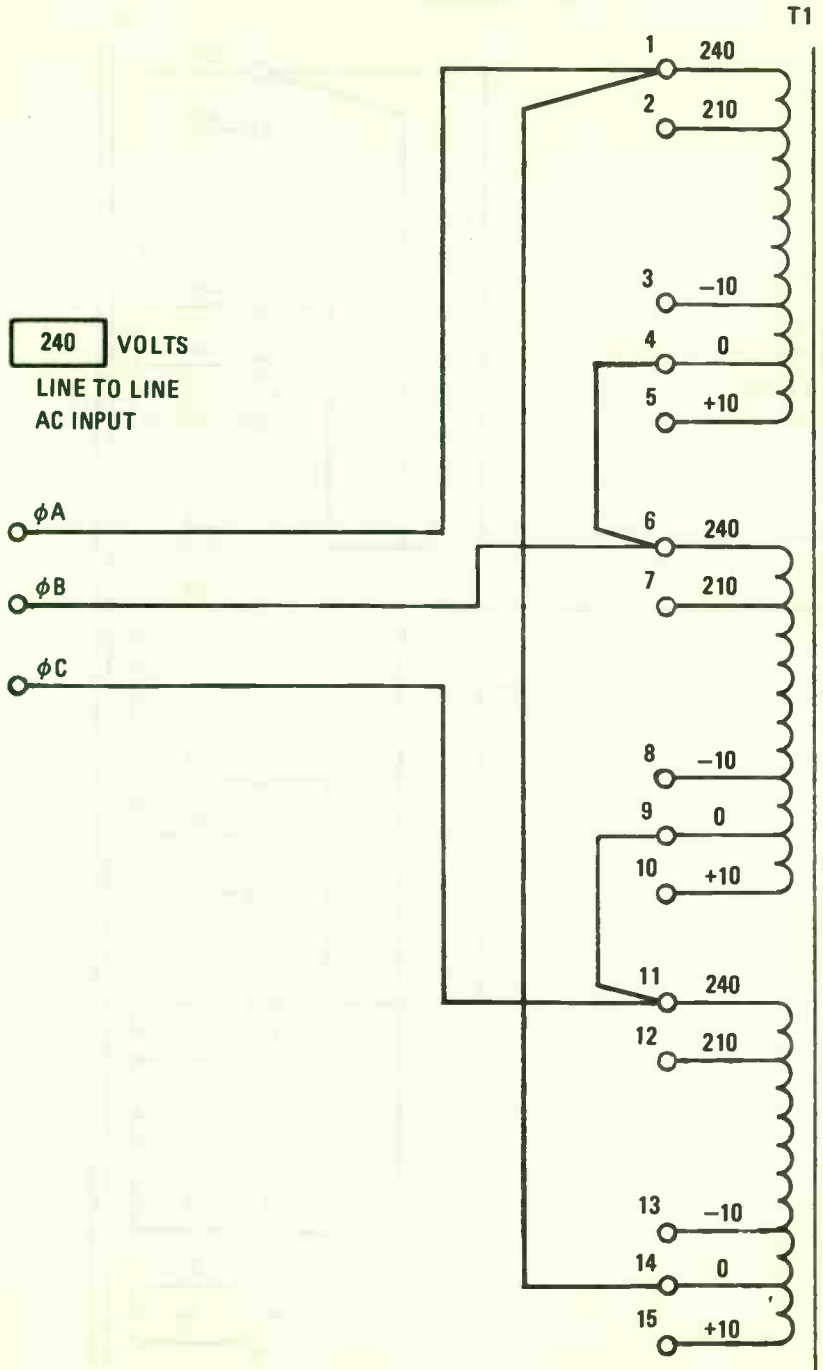 T1
1 240
2 210
3 −10
4 0
5 +10
240 VOLTS
LINE TO LINE
AC INPUT
ϕA
ϕB
ϕC
6 240
7 210
8 −10
9 0
10 +10
11 240
12 210
13 −10
14 0
15 +10